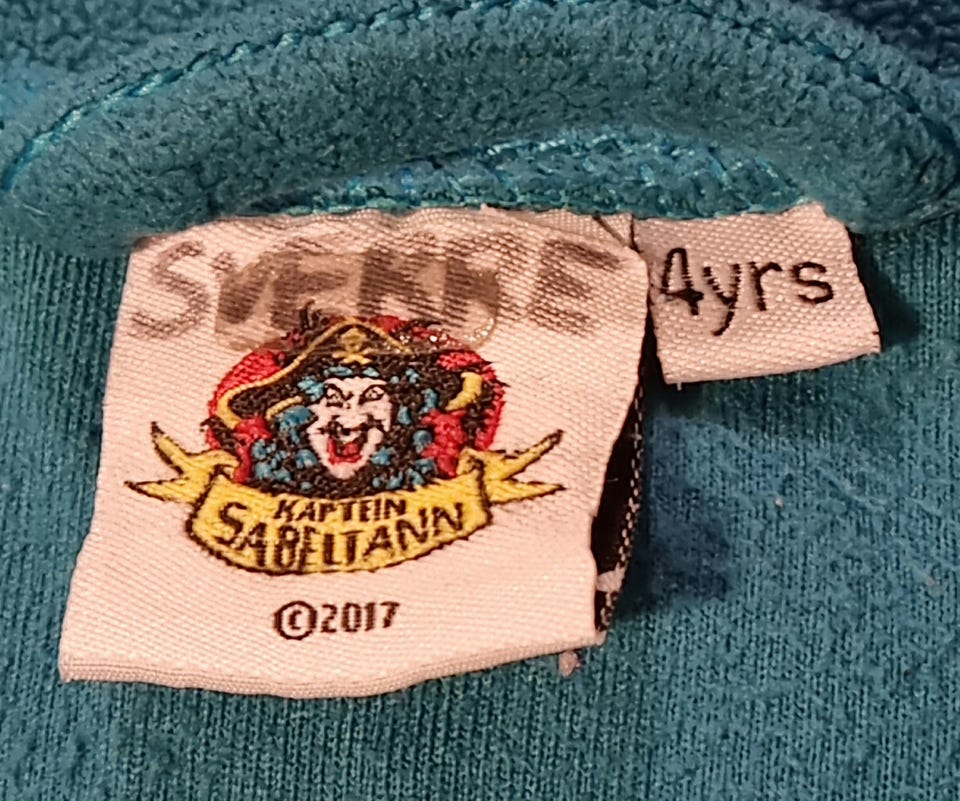 SVERRE
4yrs
KAPTEIN
SABELTANN
©2017